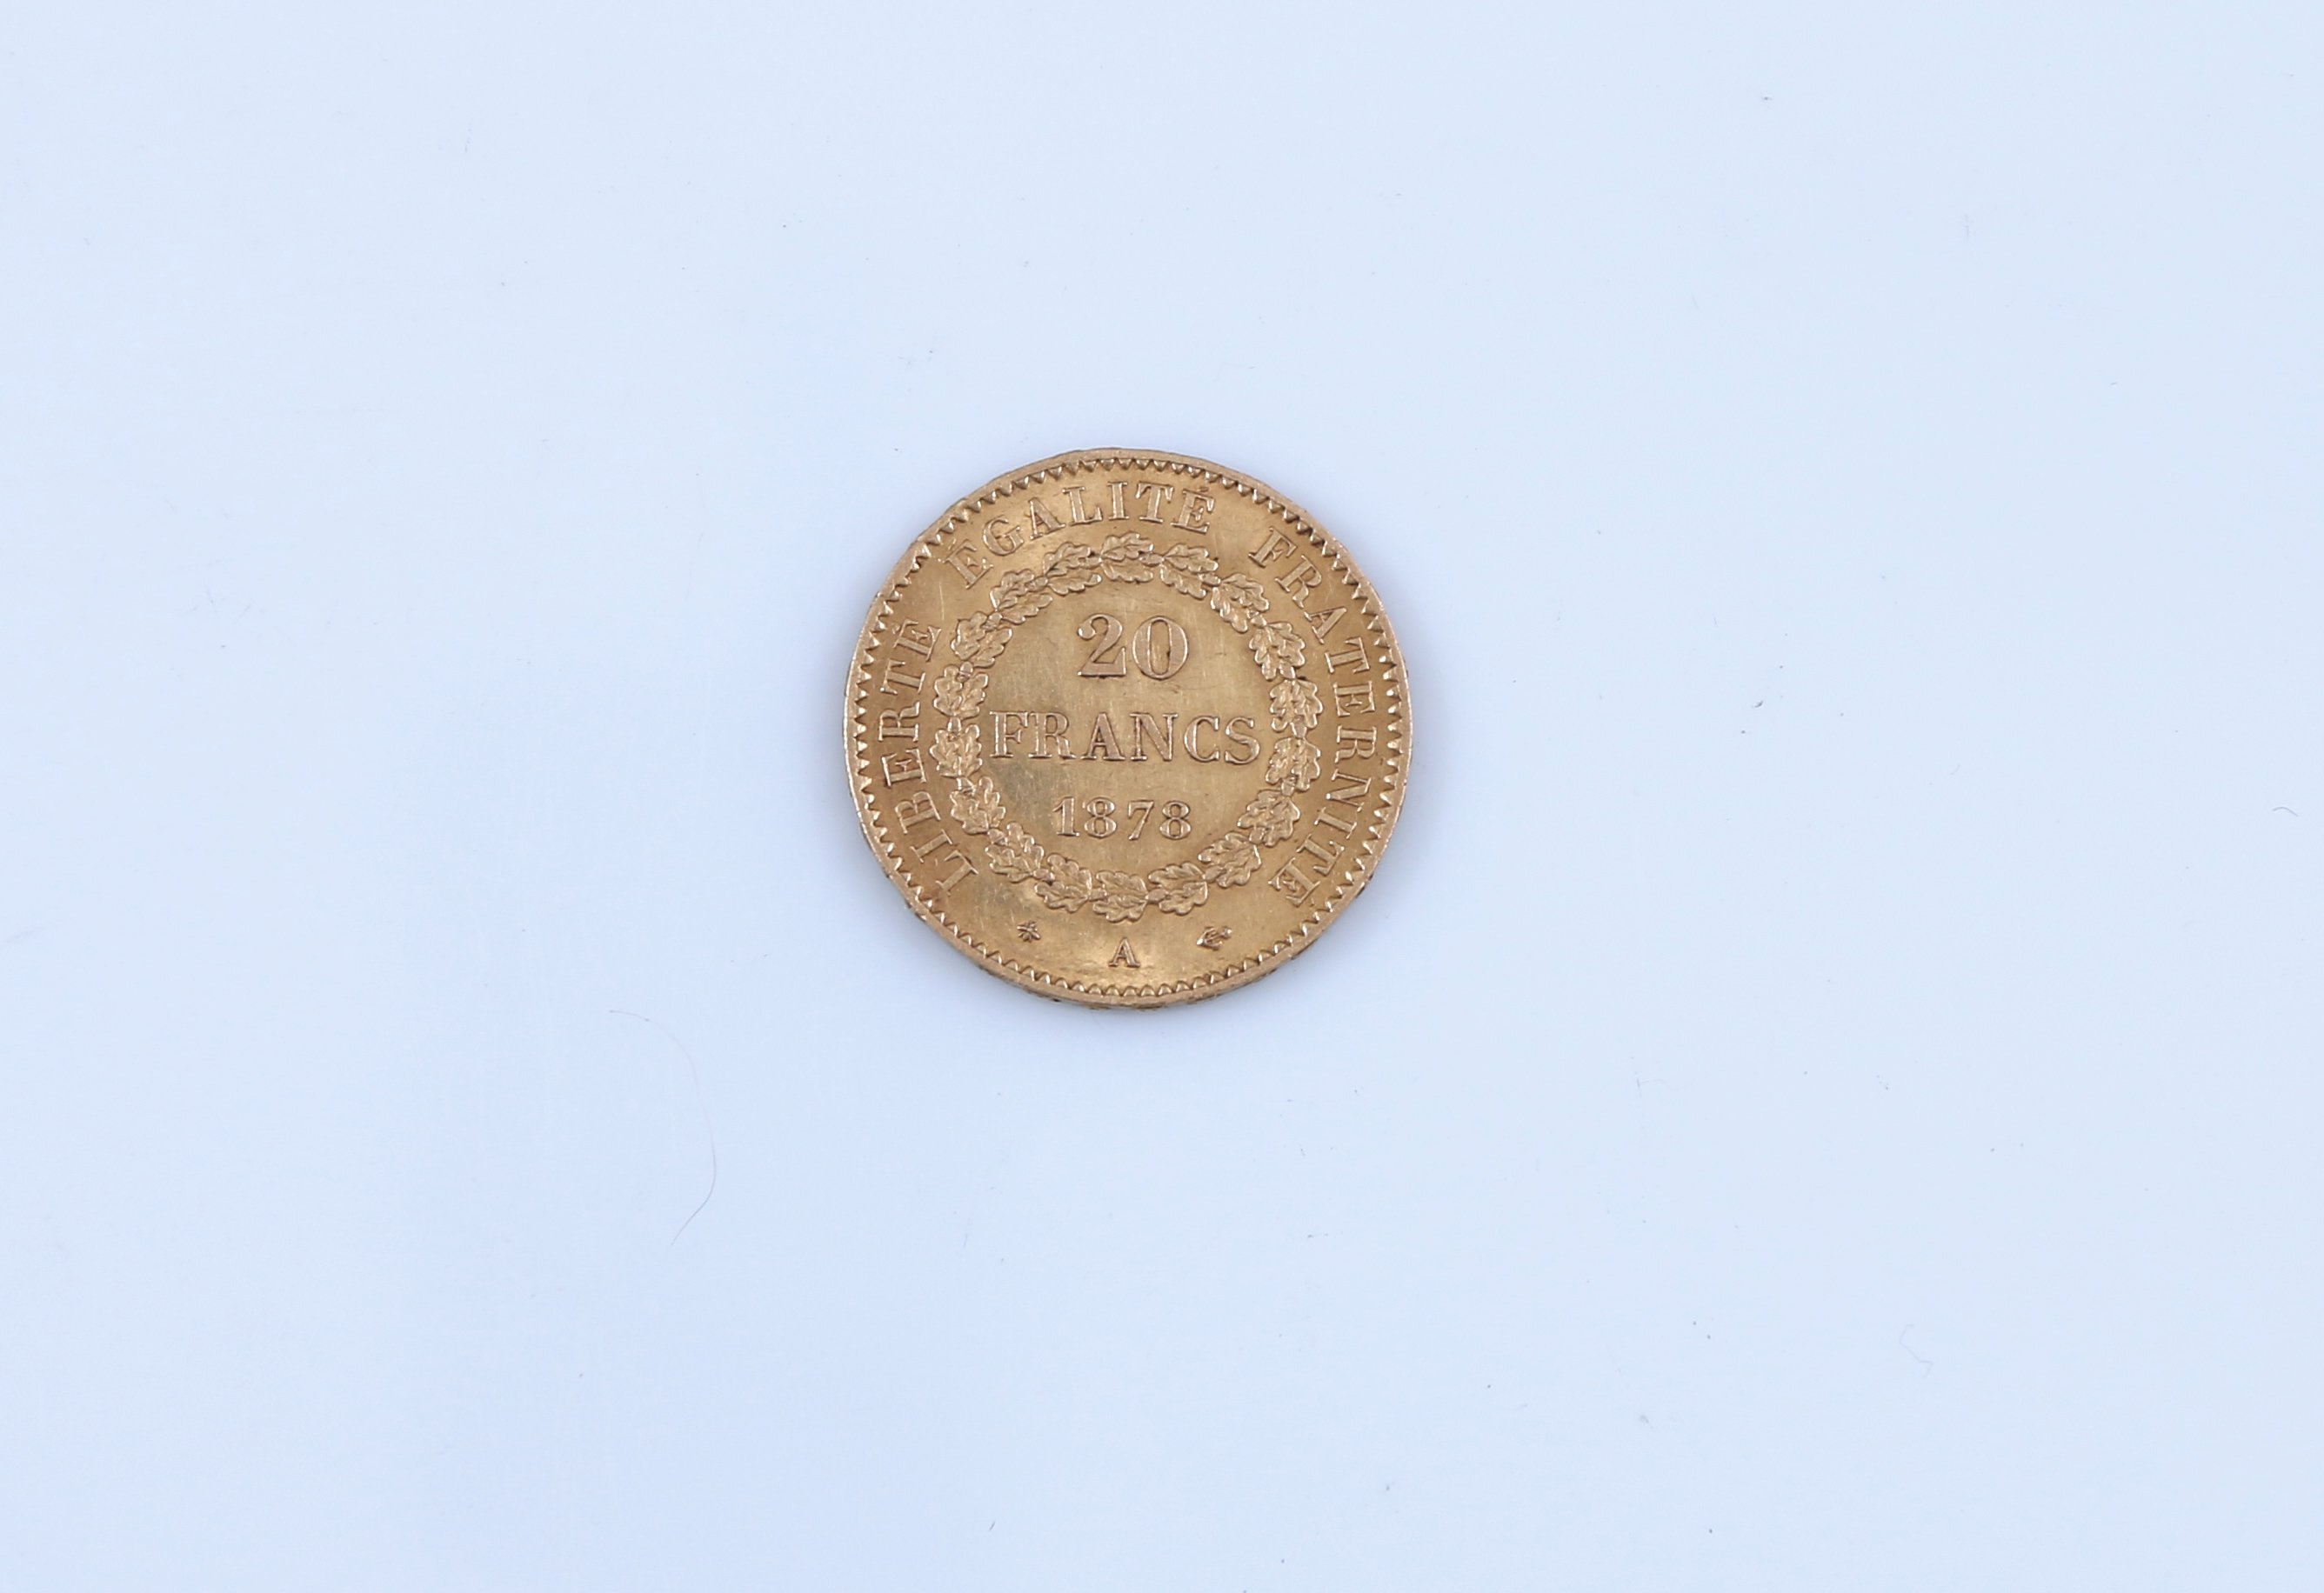 LIBERTÉ ÉGALITÉ FRATERNITÉ
20
FRANCS
1878
A